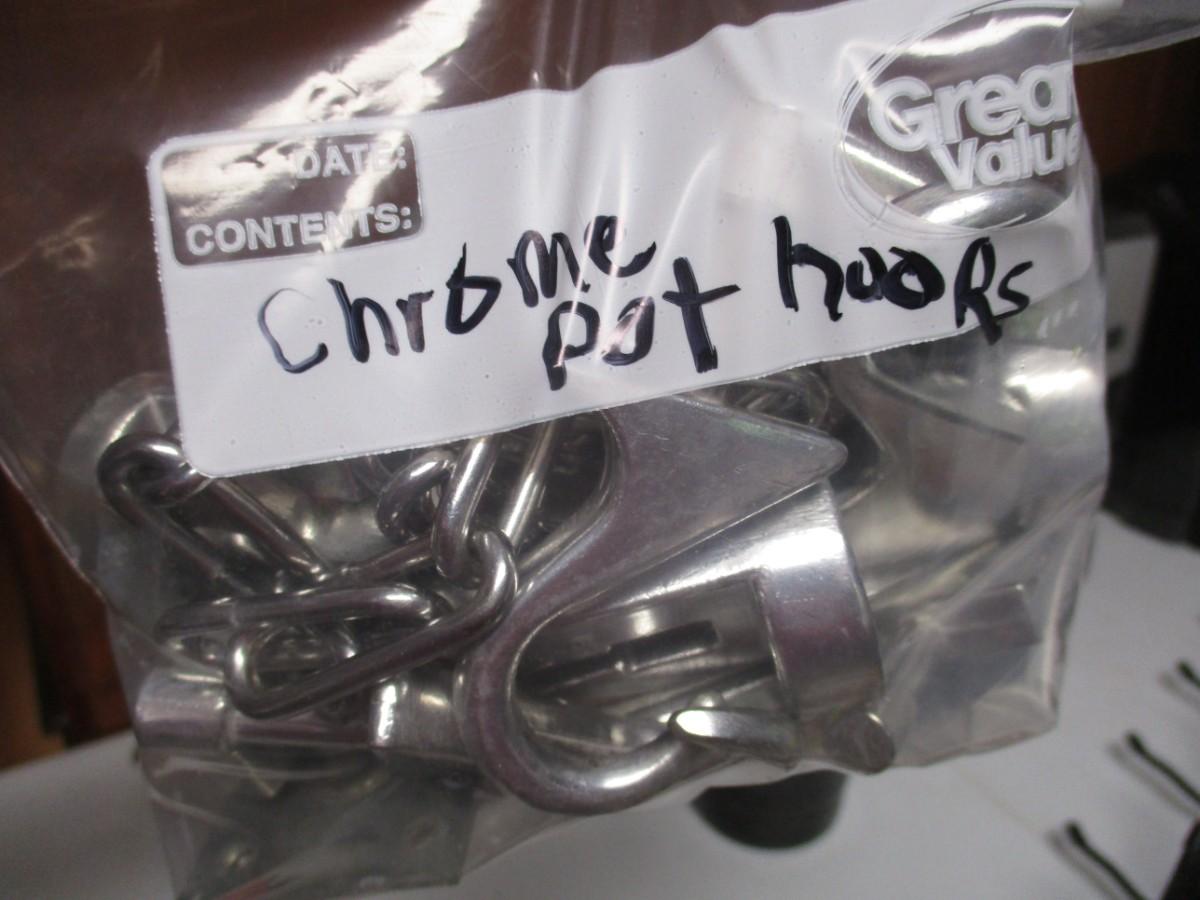 DATE:
CONTENTS:
Great
Value
Chrome
pot hooks